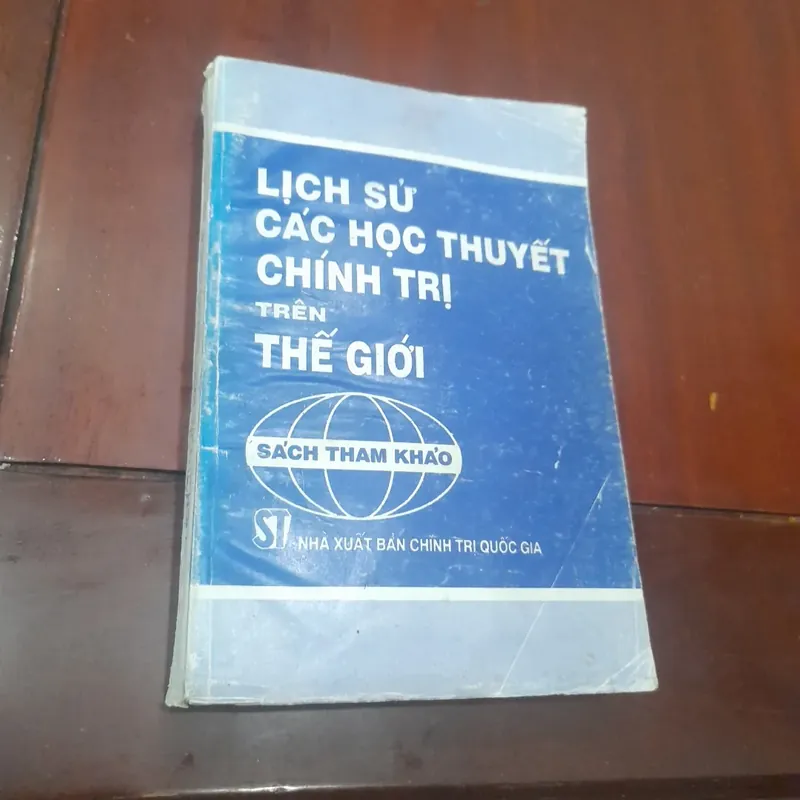 LỊCH SỬ
CÁC HỌC THUYẾT
CHÍNH TRỊ
TRÊN
THẾ GIỚI
SÁCH THAM KHẢO
ST
NHÀ XUẤT BẢN CHÍNH TRỊ QUỐC GIA